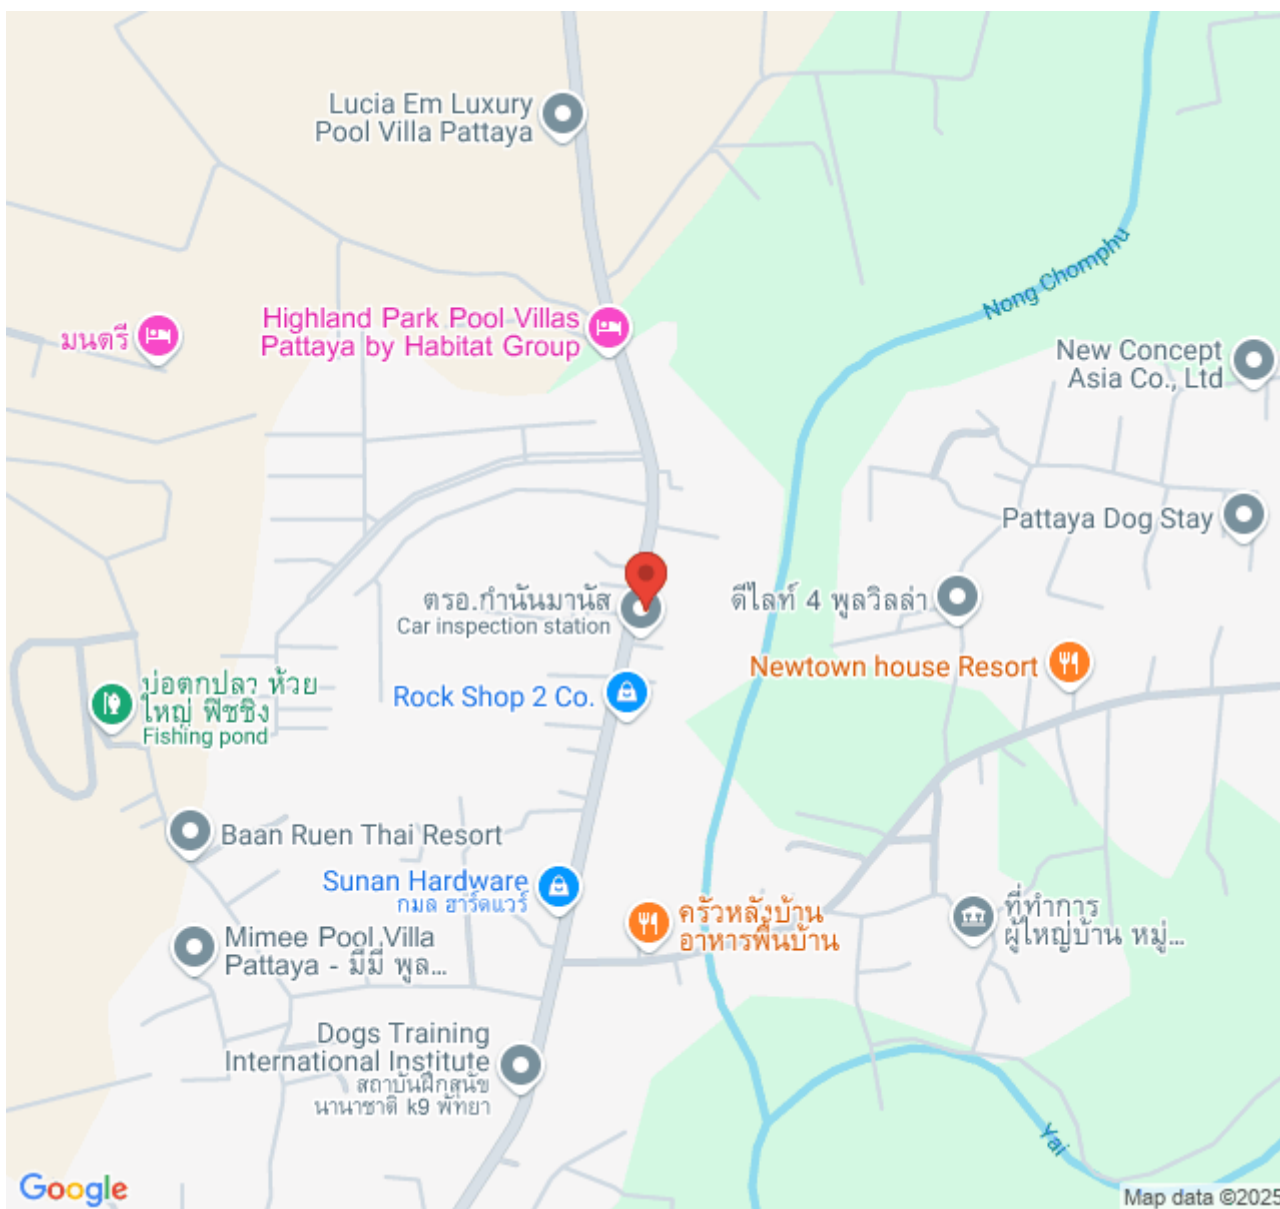 Lucia Em Luxury
Pool Villa Pattaya
Nong Chomphu
Highland Park Pool Villas
Pattaya by Habitat Group
มนตรี
New Concept
Asia Co., Ltd
Pattaya Dog Stay
ตรอ.กำนันมานัส
Car inspection station
ดีไลท์ 4 พูลวิลล่า
Newtown house Resort
บ่อตกปลา ห้วย
ใหญ่ ฟิชชิง
Fishing pond
Rock Shop 2 Co.
Baan Ruen Thai Resort
Sunan Hardware
กมล ฮาร์ดแวร์
ครัวหลังบ้าน
อาหารพื้นบ้าน
ที่ทำการ
ผู้ใหญ่บ้าน หมู่...
Mimee Pool Villa
Pattaya - มีมี่ พูล...
Dogs Training
International Institute
สถาบันฝึกสุนัข
นานาชาติ k9 พัทยา
Yai
Google
Map data ©2025